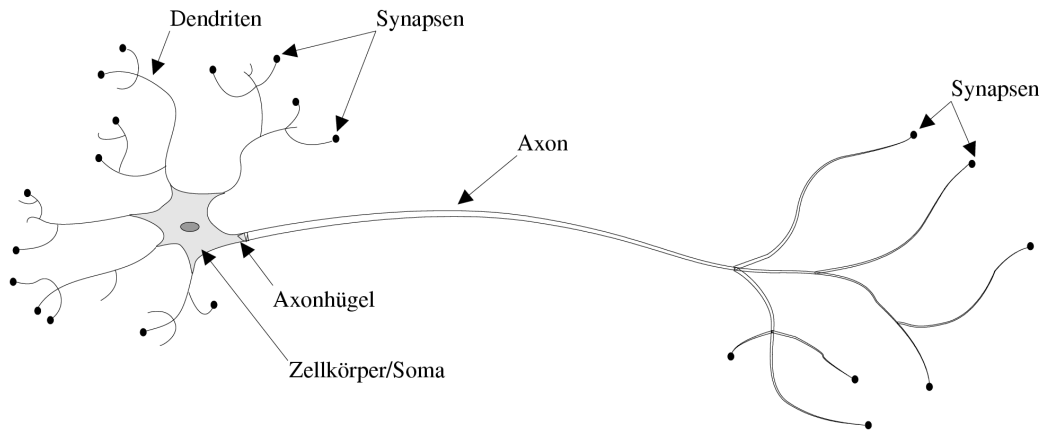 Dendriten
Synapsen
Synapsen
Axon
Axonhügel
Zellkörper/Soma